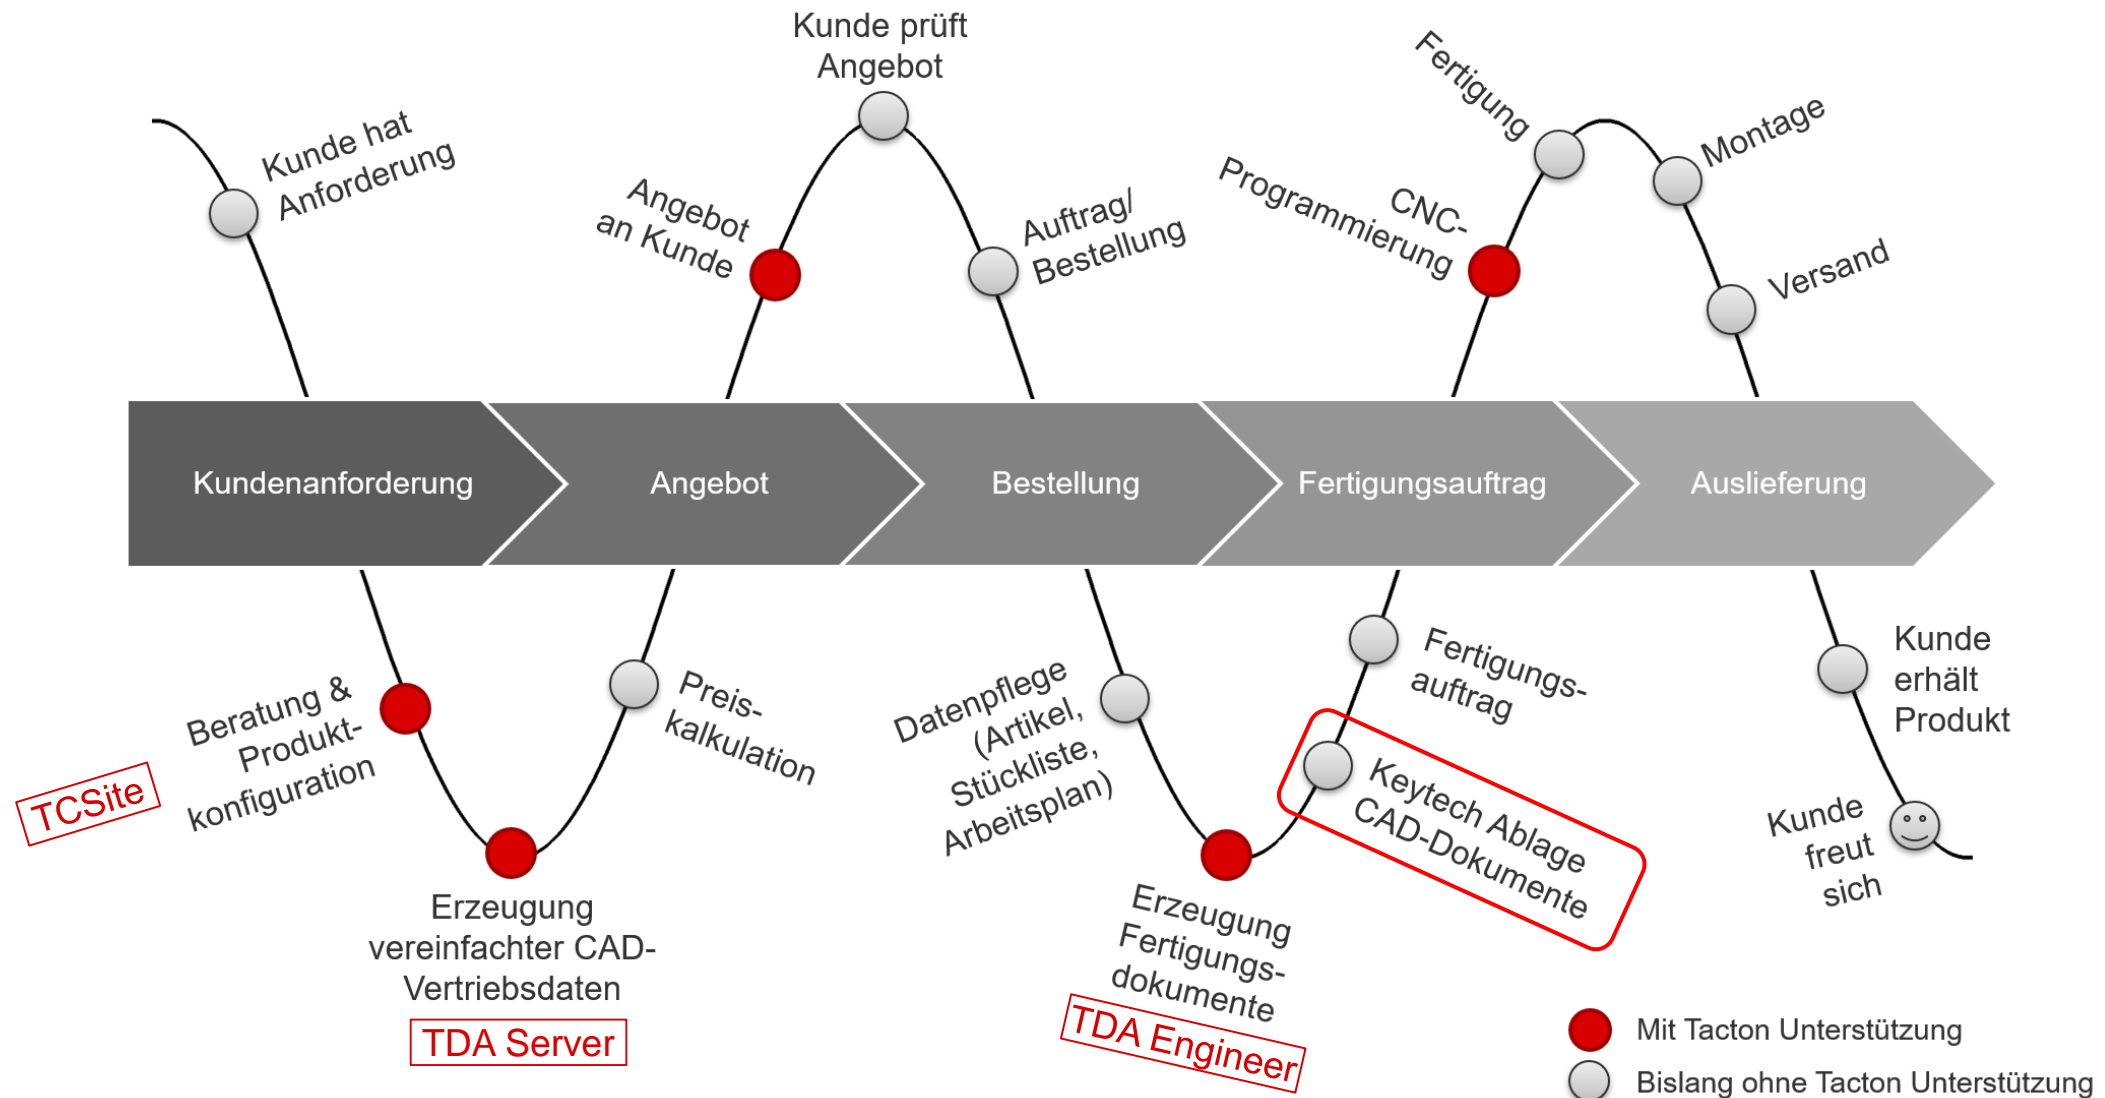 Kunde hat
Anforderung
Angebot
an Kunde
Kunde prüft
Angebot
Auftrag/
Bestellung
CNC-
Programmierung
Fertigung
Montage
Versand
Kundenanforderung
Angebot
Bestellung
Fertigungsauftrag
Auslieferung
Beratung &
Produkt-
konfiguration
TCSite
Erzeugung
vereinfachter CAD-
Vertriebsdaten
TDA Server
Preis-
kalkulation
Datenpflege
(Artikel,
Stückliste,
Arbeitsplan)
Erzeugung
Fertigungs-
dokumente
TDA Engineer
Keytech Ablage
CAD-Dokumente
Fertigungs-
auftrag
Kunde
erhält
Produkt
Kunde
freut
sich
Mit Tacton Unterstützung
Bislang ohne Tacton Unterstützung